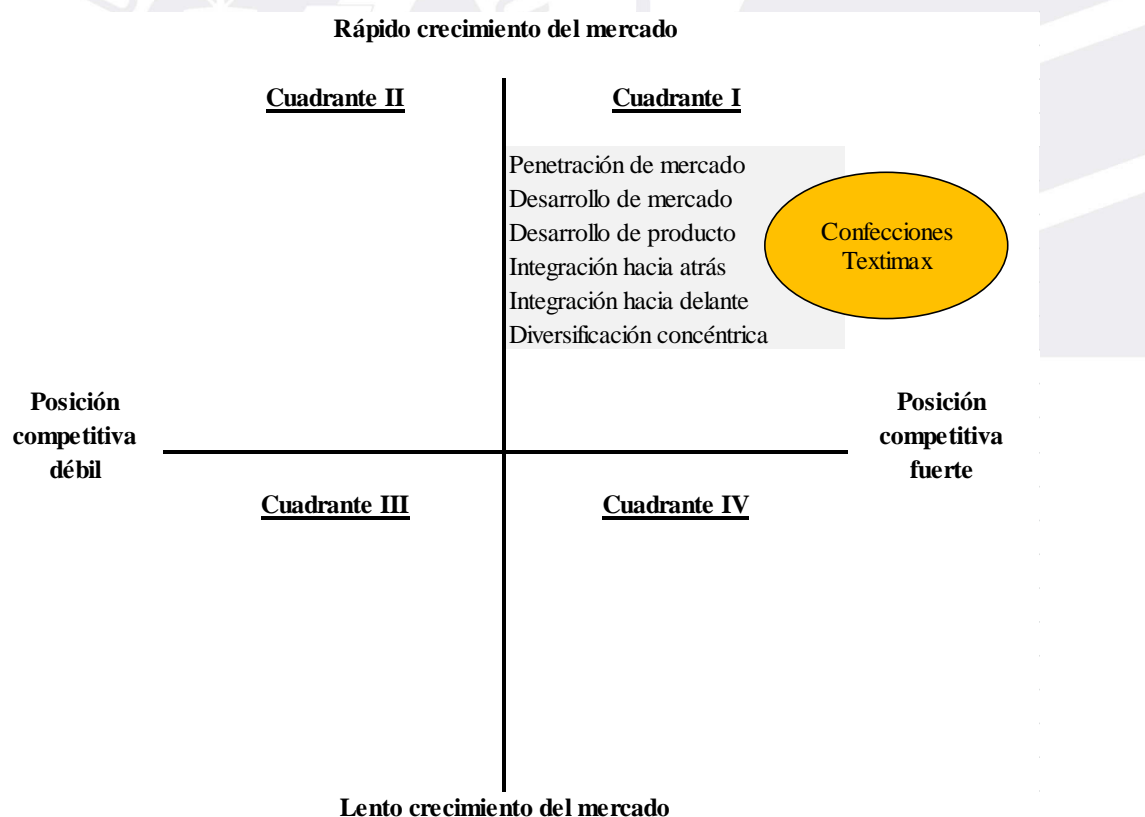 Rápido crecimiento del mercado
Cuadrante II
Cuadrante I
Penetración de mercado
Desarrollo de mercado
Desarrollo de producto
Integración hacia atrás
Integración hacia delante
Diversificación concéntrica
Confecciones
Textimax
Posición
competitiva
débil
Posición
competitiva
fuerte
Cuadrante III
Cuadrante IV
Lento crecimiento del mercado